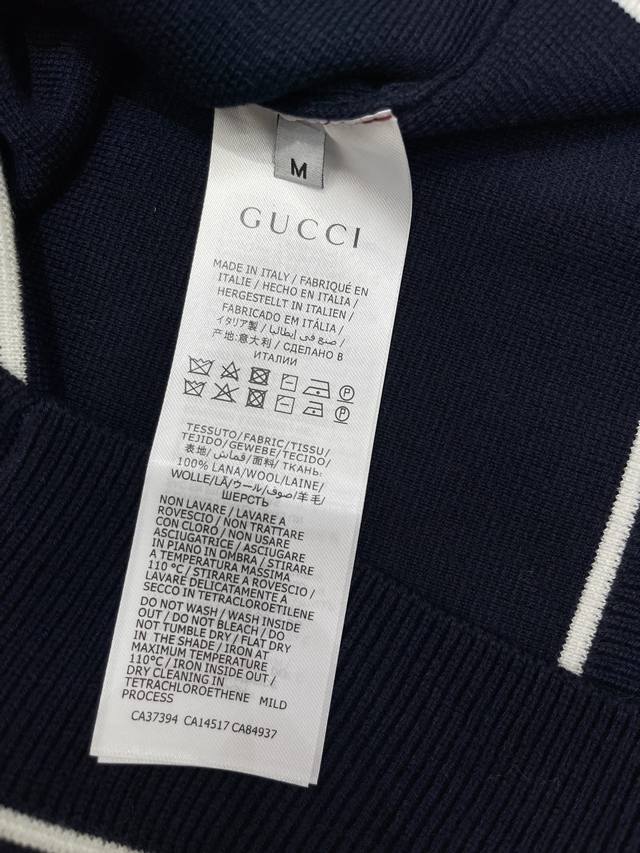 M
GUCCI
MADE IN ITALY / FABRIQUÉ EN
ITALIE / HECHO EN ITALIA /
HERGESTELLT IN ITALIEN /
FABRICADO EM ITÁLIA /
イタリア製 / صنع في إيطاليا /
产地:意大利 / СДЕЛАНО В
ИТАЛИИ
TESSUTO/FABRIC/TISSU/
TEJIDO/GEWEBE/TECIDO/
表地/قماش/面料/ ТКАНЬ:
100% LANA/WOOL/LAINE/
WOLLE/LÃ/ウール/صوف/羊毛/
ШЕРСТЬ
NON LAVARE / LAVARE A
ROVESCIO / NON TRATTARE
CON CLORO / NON USARE
ASCIUGATRICE / ASCIUGARE
IN PIANO IN OMBRA / STIRARE
A TEMPERATURA MASSIMA
110 °C / STIRARE A ROVESCIO /
LAVARE DELICATAMENTE A
SECCO IN TETRACLOROETILENE
DO NOT WASH / WASH INSIDE
OUT / DO NOT BLEACH / DO
NOT TUMBLE DRY / FLAT DRY
IN THE SHADE / IRON AT
MAXIMUM TEMPERATURE
110°C / IRON INSIDE OUT /
DRY CLEANING IN
TETRACHLOROETHENE MILD
PROCESS
CA37394 CA14517 CA84937